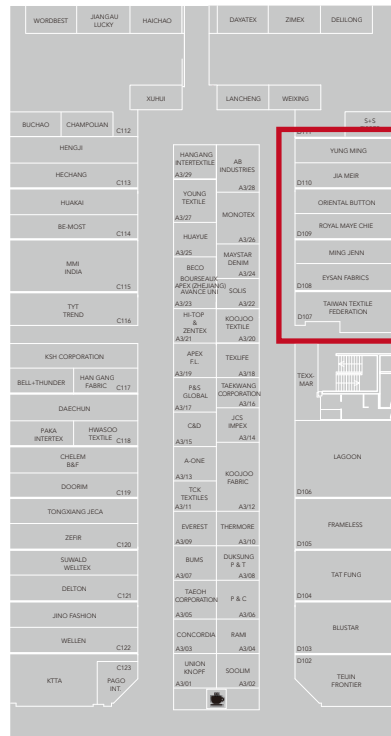 WORDBEST
JIANGAU
LUCKY
HAICHAO
DAYATEX
ZIMEX
DELILONG
XUHUI
LANCHENG
WEIXING
BUCHAO
CHAMPOLIAN
C112
HENGJI
HECHANG
C113
HUAKAI
BE-MOST
C114
MMI
INDIA
C115
TYT
TREND
C116
KSH CORPORATION
BELL+THUNDER
HAN GANG
FABRIC
C117
DAECHUN
PAKA
INTERTEX
HWASOO
TEXTILE
C118
CHELEM
B&F
DOORIM
C119
TONGXIANG JECA
ZEFIR
C120
SUWALD
WELLTEX
DELTON
C121
JINO FASHION
WELLEN
C122
KTTA
C123
PAGO
INT.
HANGANG
INTERTEXTILE
A3/29
AB
INDUSTRIES
A3/28
YOUNG
TEXTILE
A3/27
MONOTEX
A3/26
HUAYUE
A3/25
MAYSTAR
DENIM
A3/24
BECO
BOURSEAUX
APEX (ZHEJIANG)
AVANCE UNI
A3/23
SOLIS
A3/22
HI-TOP
&
ZENTEX
A3/21
KOOJOO
TEXTILE
A3/20
APEX
F.L.
A3/19
TEXLIFE
A3/18
P&S
GLOBAL
A3/17
TAEKWANG
CORPORATION
A3/16
C&D
A3/15
JCS
IMPEX
A3/14
A-ONE
A3/13
KOOJOO
FABRIC
A3/12
TCX
TEXTILES
A3/11
EVEREST
A3/09
THERMORE
A3/10
BUMS
A3/07
DUKSUNG
P & T
A3/08
TAEOH
CORPORATION
A3/05
P & C
A3/06
CONCORDIA
A3/03
RAMI
A3/04
UNION
KNOPF
A3/01
SOOLIM
A3/02
S+S
D111
YUNG MING
D110
JIA MEIR
ORIENTAL BUTTON
D109
ROYAL MAYE CHIE
MING JENN
D108
EYSAN FABRICS
TAIWAN TEXTILE
FEDERATION
D107
TEXX-
MAR
LAGOON
D106
FRAMELESS
D105
TAT FUNG
D104
BLUSTAR
D103
D102
TEIJIN
FRONTIER